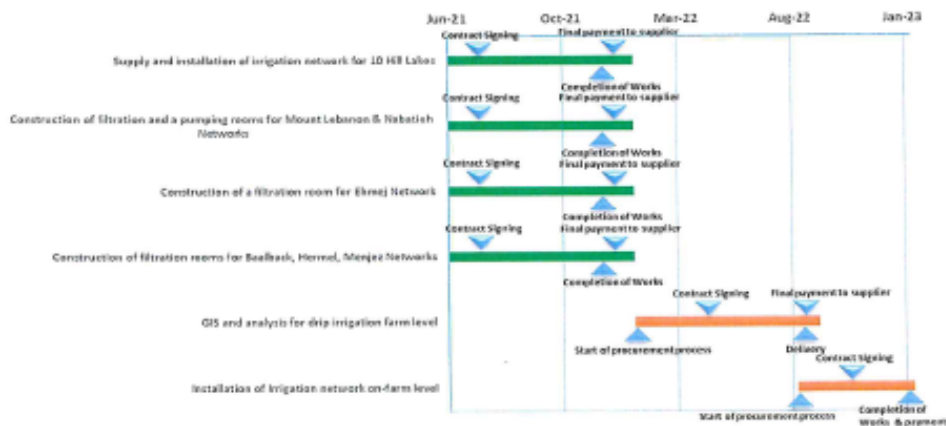 Jun-21 Oct-21 Mar-22 Aug-22 Jan-23
Contract Signing Final payment to supplier
Supply and installation of irrigation network for 10 Hill Lakes
Completion of Works
Contract Signing Final payment to supplier
Construction of filtration and a pumping rooms for Mount Lebanon & Nabatieh
Networks
Completion of Works
Contract Signing Final payment to supplier
Construction of a filtration room for Ehmej Network
Completion of Works
Contract Signing Final payment to supplier
Construction of filtration rooms for Baalback, Hermel, Menjez Networks
Completion of Works
Contract Signing Final payment to supplier
GIS and analysis for drip irrigation farm level
Start of procurement process Delivery
Contract Signing
Installation of Irrigation network on-farm level
Start of procurement process Completion of
Works & payment